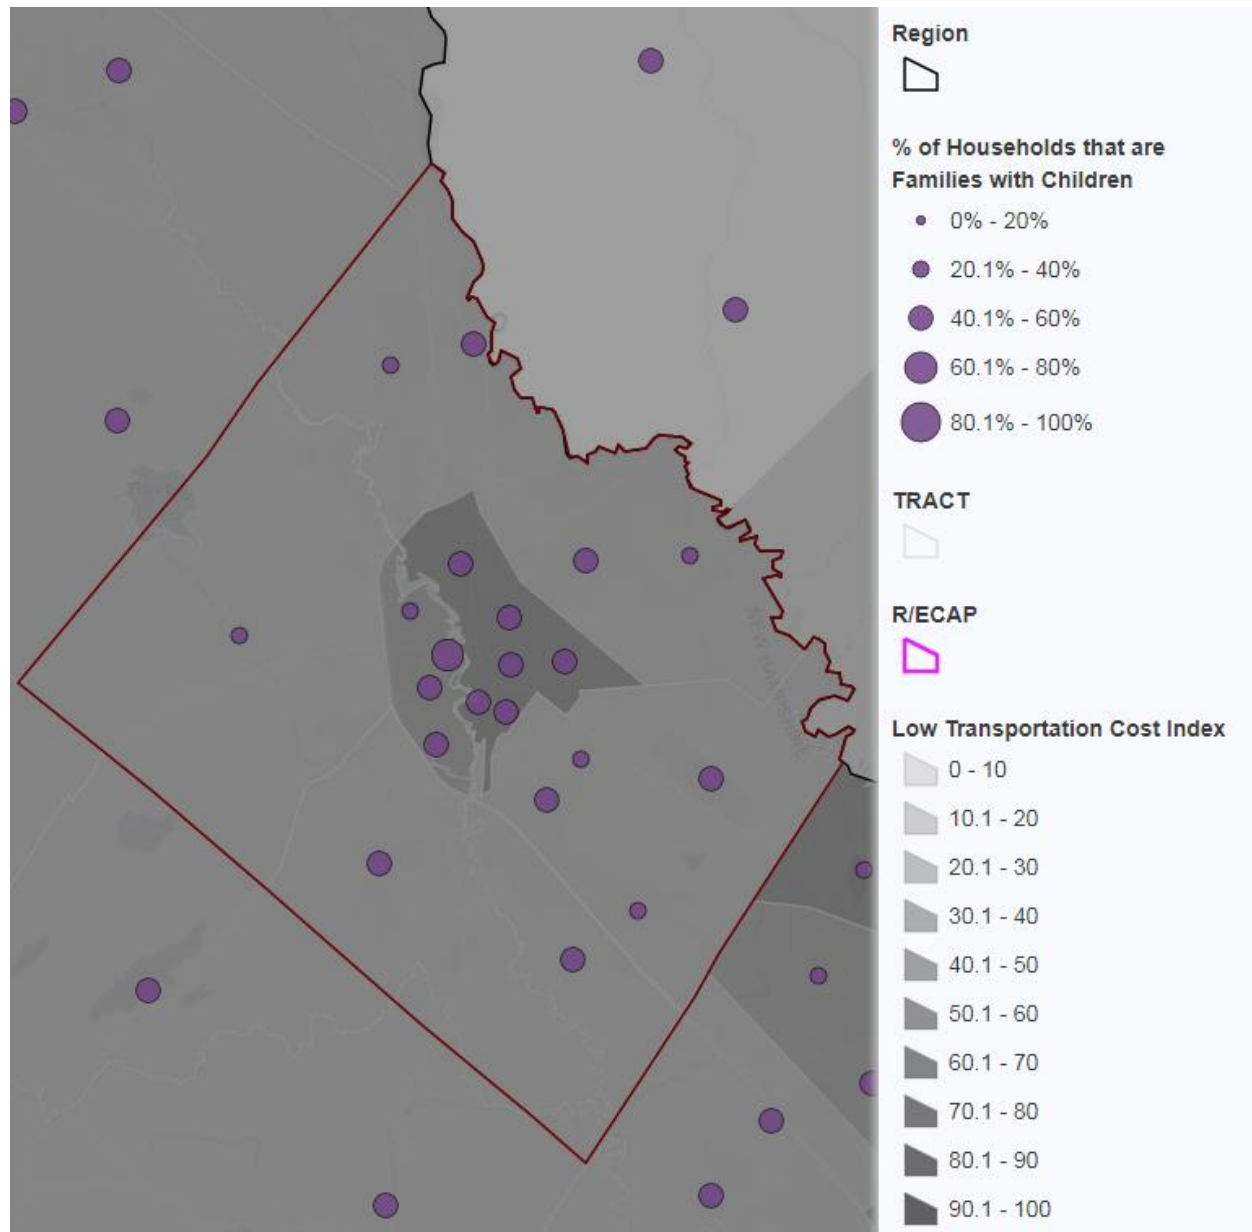 Region
% of Households that are
Families with Children
0% - 20%
20.1% - 40%
40.1% - 60%
60.1% - 80%
80.1% - 100%
TRACT
R/ECAP
Low Transportation Cost Index
0 - 10
10.1 - 20
20.1 - 30
30.1 - 40
40.1 - 50
50.1 - 60
60.1 - 70
70.1 - 80
80.1 - 90
90.1 - 100